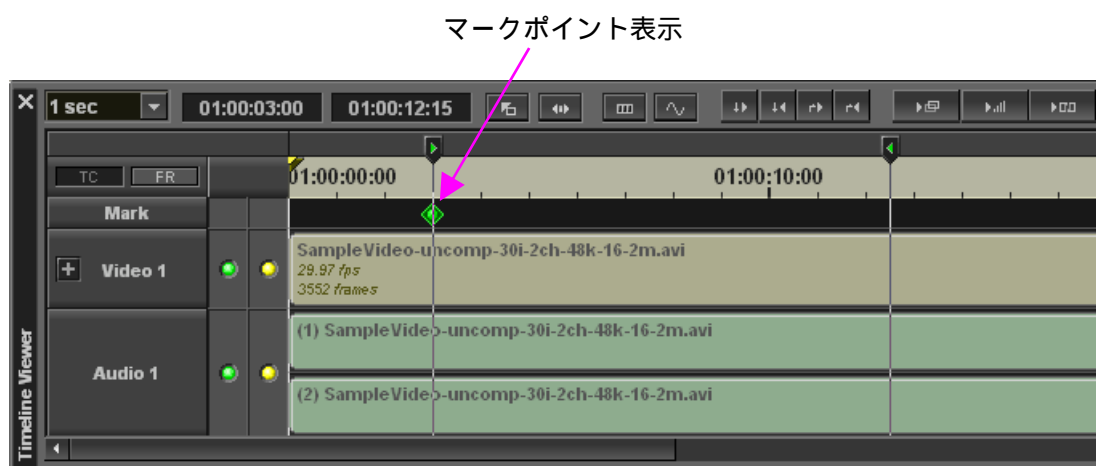 マークポイント表示
1 sec 01:00:03:00 01:00:12:15
TC FR 01:00:00:00 01:00:10:00
Mark
Video 1
SampleVideo-uncomp-30i-2ch-48k-16-2m.avi
29.97 fps
3552 frames
Audio 1
(1) SampleVideo-uncomp-30i-2ch-48k-16-2m.avi
(2) SampleVideo-uncomp-30i-2ch-48k-16-2m.avi
Timeline Viewer